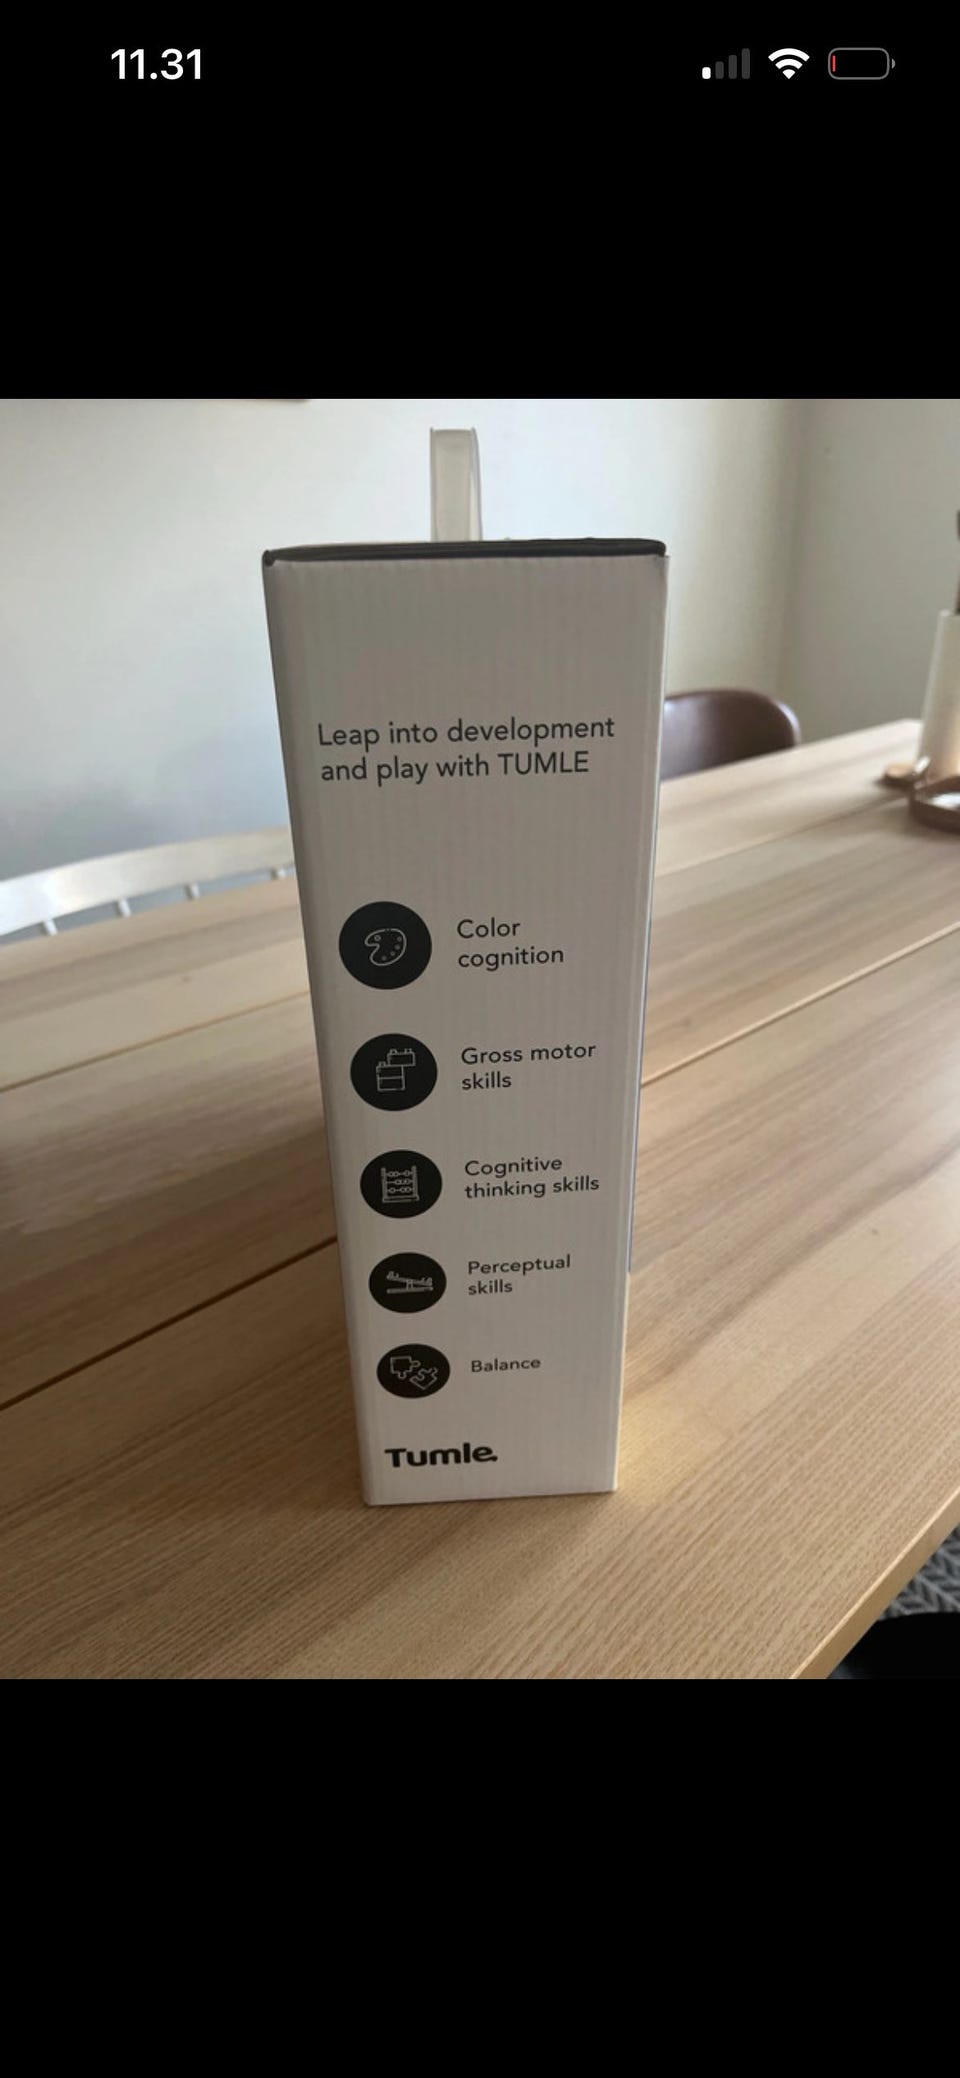 11.31
Leap into development
and play with TUMLE
Color
cognition
Gross motor
skills
Cognitive
thinking skills
Perceptual
skills
Balance
Tumle